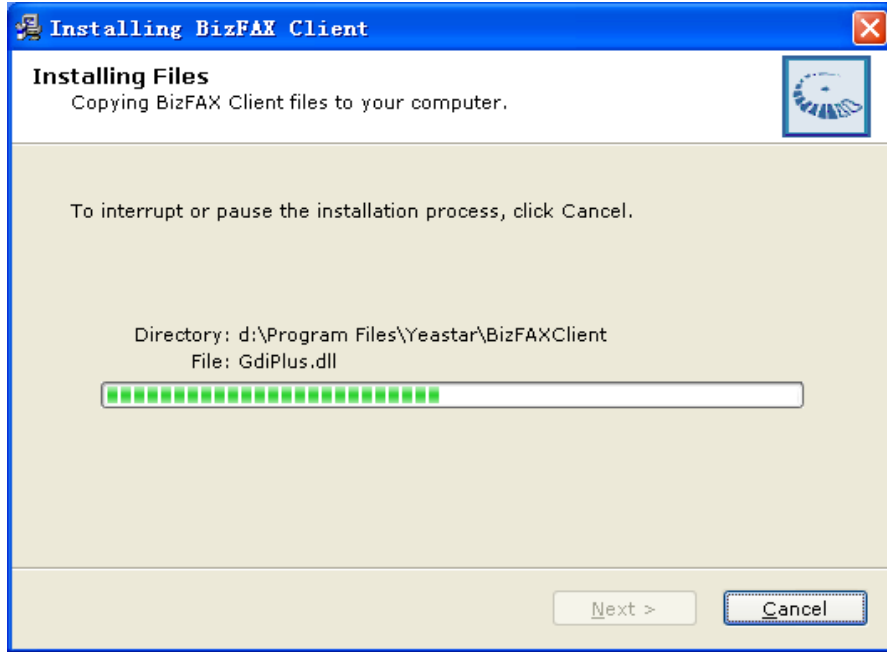 Installing BizFAX Client
Installing Files
Copying BizFAX Client files to your computer.
To interrupt or pause the installation process, click Cancel.
Directory: d:\Program Files\Yeastar\BizFAXClient
File: GdiPlus.dll
Next >
Cancel